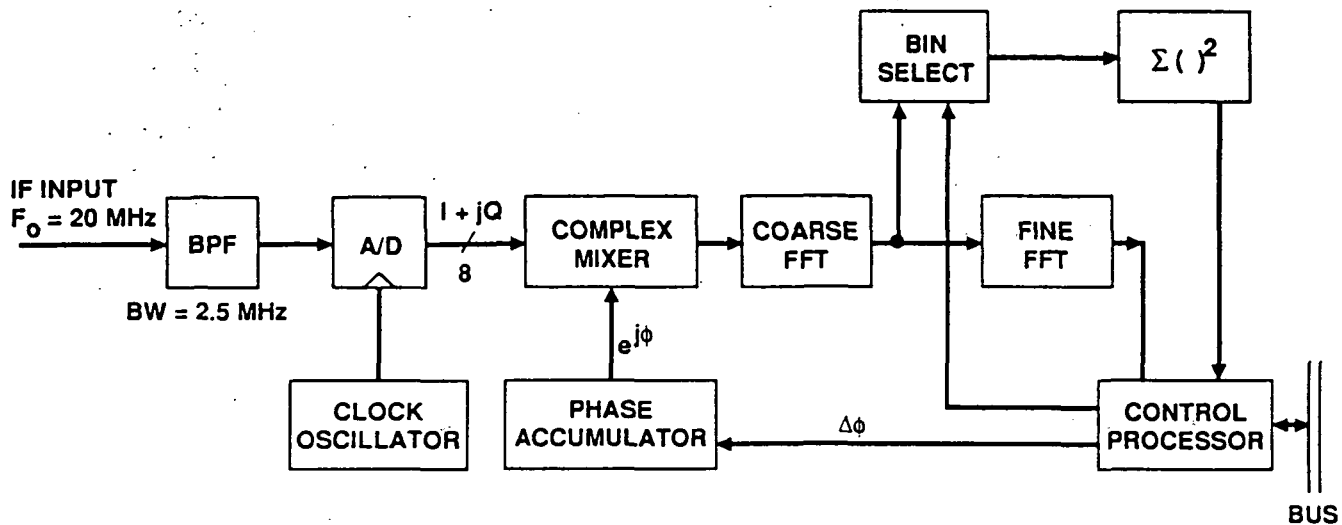 BIN
SELECT
Σ( )²
IF INPUT
F₀ = 20 MHz
BPF
BW = 2.5 MHz
A/D
I + jQ
8
COMPLEX
MIXER
COARSE
FFT
FINE
FFT
e^jφ
CLOCK
OSCILLATOR
PHASE
ACCUMULATOR
Δφ
CONTROL
PROCESSOR
BUS